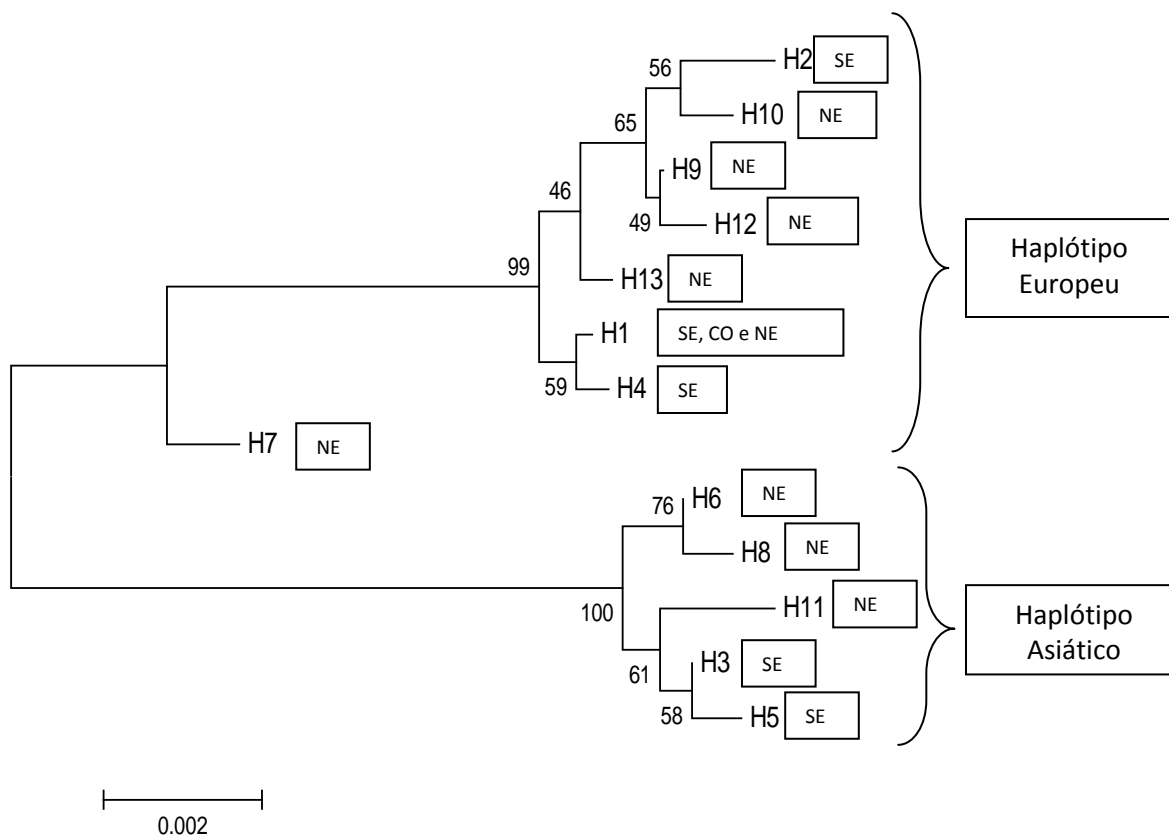 56
H2
SE
H10
NE
65
H9
NE
46
49
H12
NE
Haplótipo
Europeu
99
H13
NE
H1
SE, CO e NE
59
H4
SE
H7
NE
76
H6
NE
H8
NE
100
H11
NE
Haplótipo
Asiático
61
H3
SE
58
H5
SE
0.002